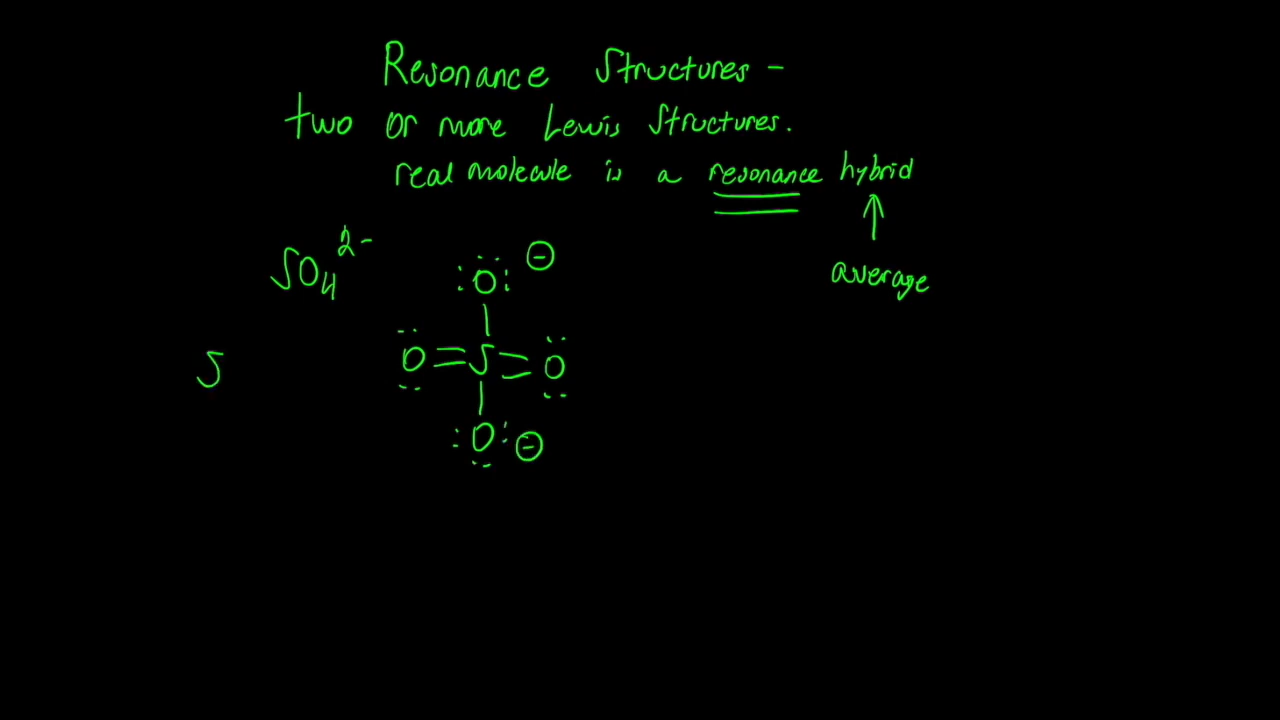 Resonance Structures -
two or more Lewis Structures.
real molecule is a resonance hybrid
average
SO4 2-
O -
S O = S = O
O -